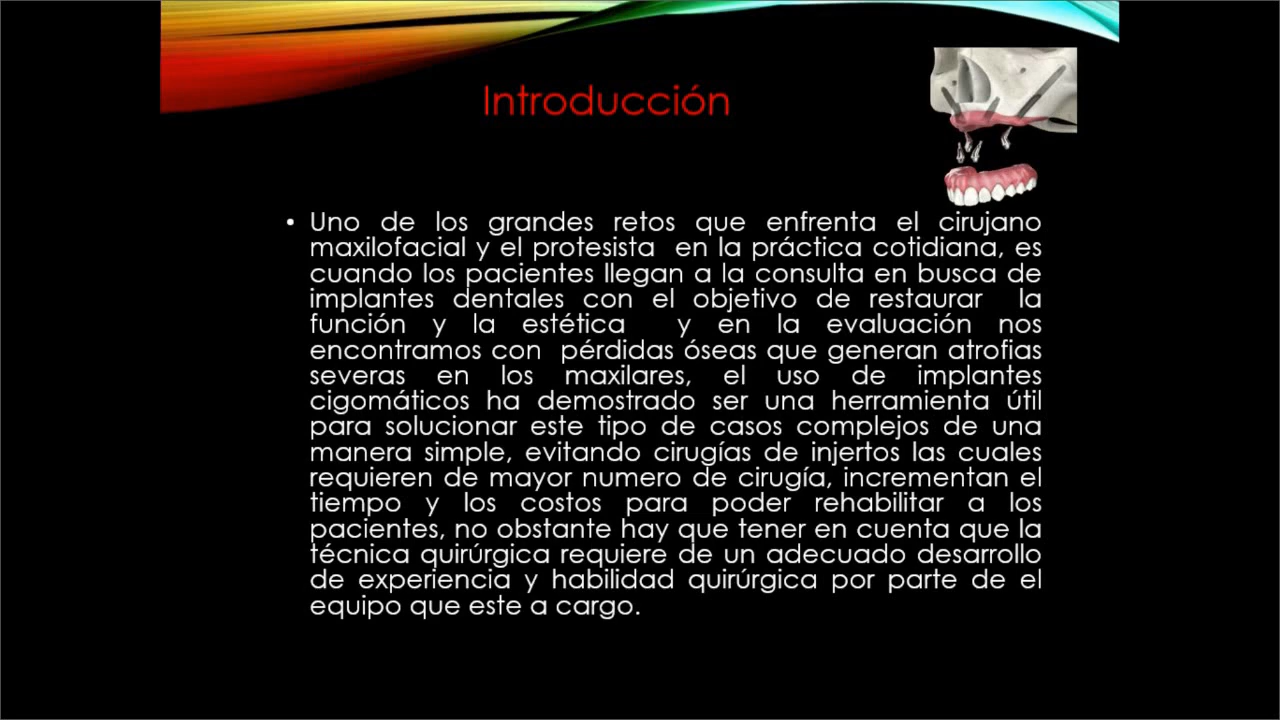 Introducción
• Uno de los grandes retos que enfrenta el cirujano
maxilofacial y el protesista en la práctica cotidiana, es
cuando los pacientes llegan a la consulta en busca de
implantes dentales con el objetivo de restaurar la
función y la estética y en la evaluación nos
encontramos con pérdidas óseas que generan atrofias
severas en los maxilares, el uso de implantes
cigomáticos ha demostrado ser una herramienta útil
para solucionar este tipo de casos complejos de una
manera simple, evitando cirugías de injertos las cuales
requieren de mayor numero de cirugía, incrementan el
tiempo y los costos para poder rehabilitar a los
pacientes, no obstante hay que tener en cuenta que la
técnica quirúrgica requiere de un adecuado desarrollo
de experiencia y habilidad quirúrgica por parte de el
equipo que este a cargo.